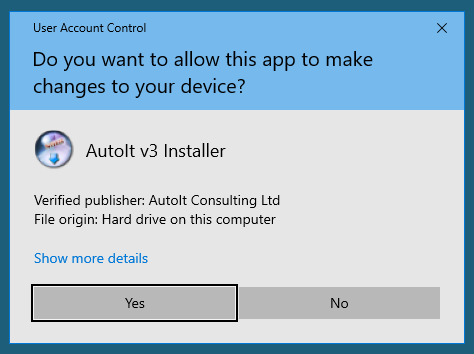 User Account Control
Do you want to allow this app to make
changes to your device?
AutoIt v3 Installer
Verified publisher: AutoIt Consulting Ltd
File origin: Hard drive on this computer
Show more details
Yes
No